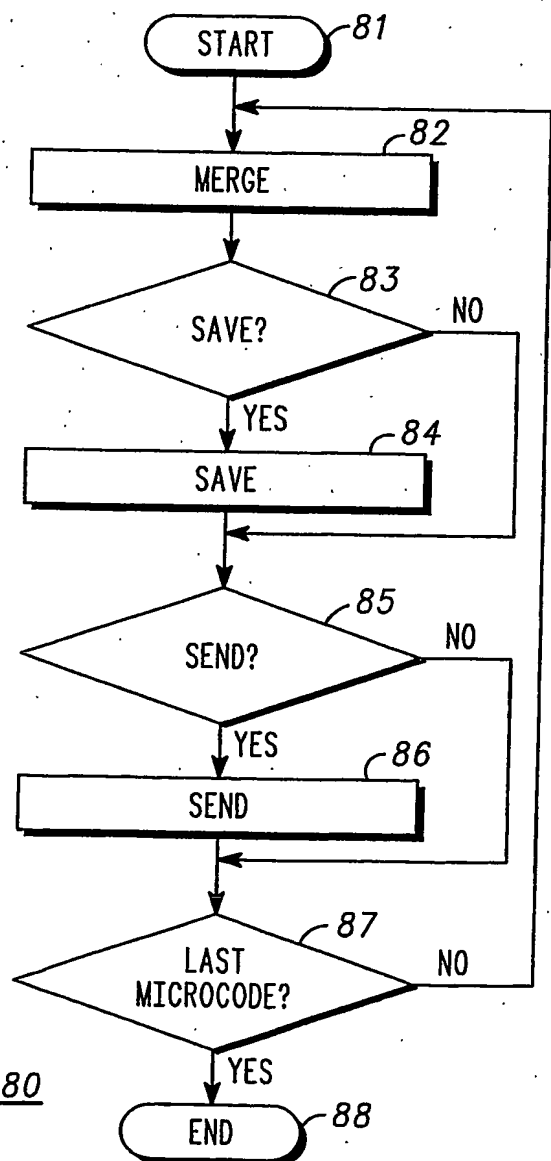 START
81
82
MERGE
83
SAVE?
NO
YES
84
SAVE
85
SEND?
NO
YES
86
SEND
87
LAST
MICROCODE?
NO
YES
80
END
88